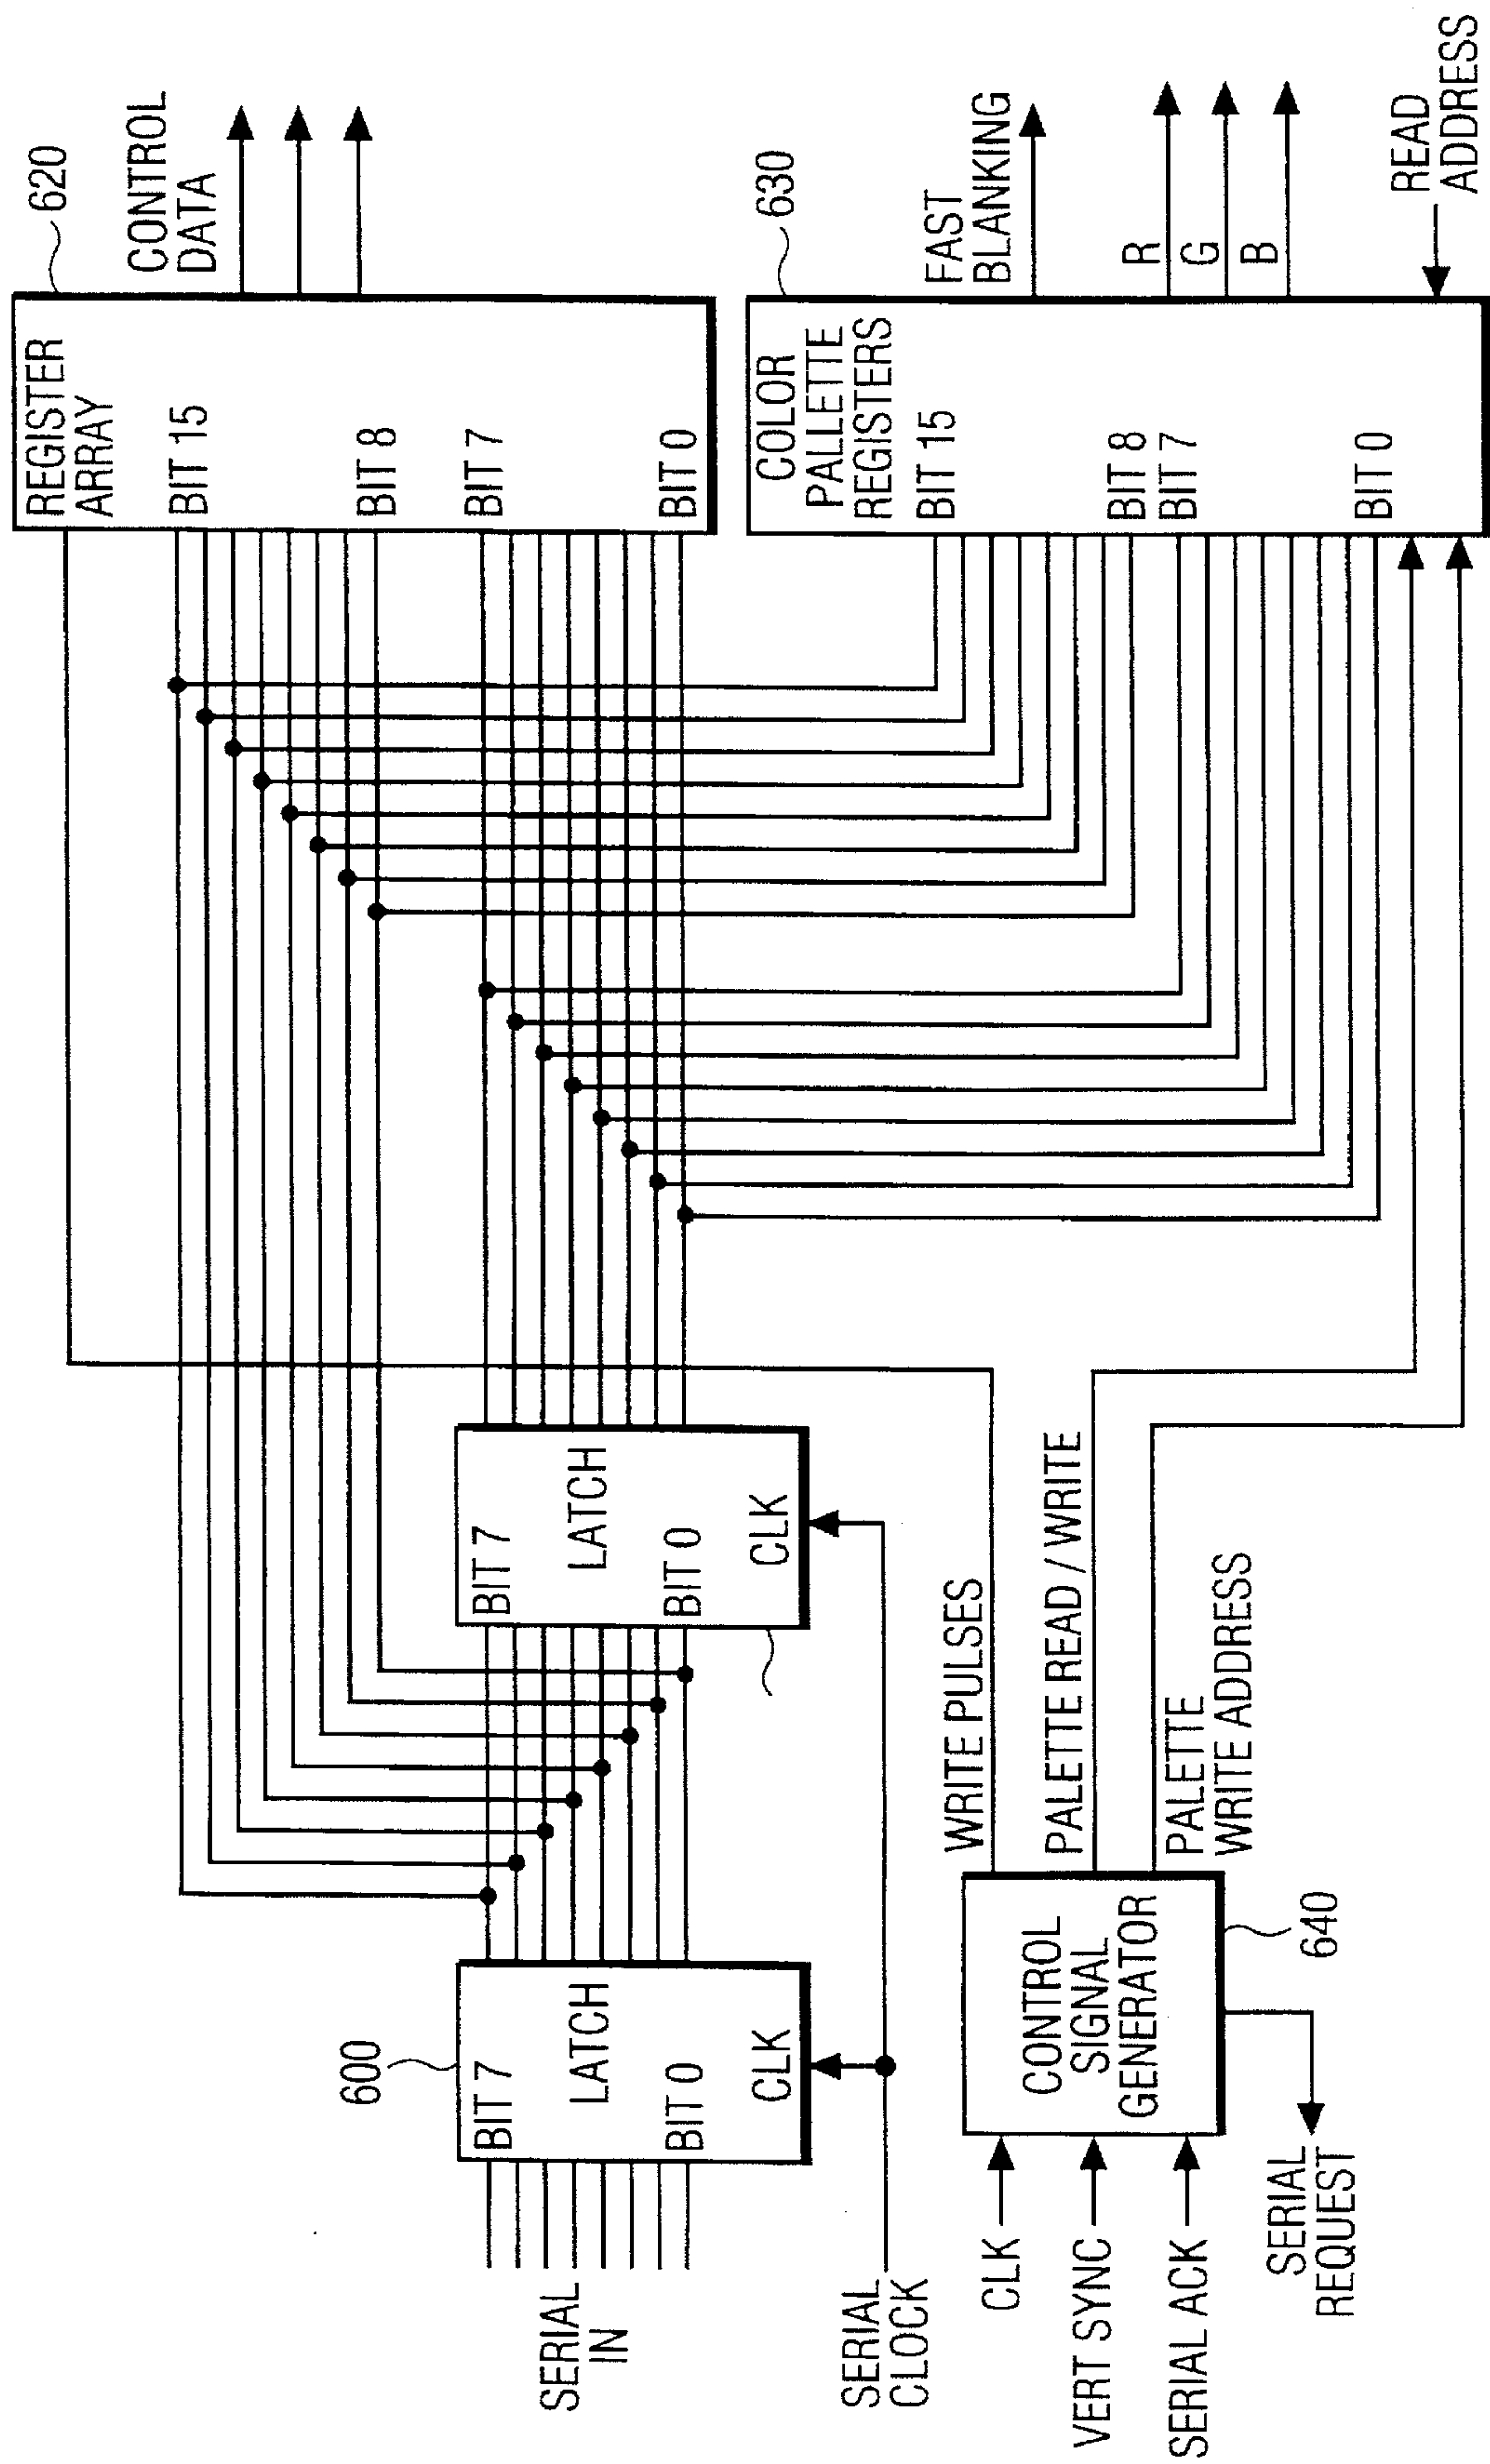 600
SERIAL
IN
BIT 7
LATCH
BIT 0
CLK
SERIAL
CLOCK
BIT 7
LATCH
BIT 0
CLK
REGISTER
ARRAY
620
BIT 15
BIT 8
BIT 7
BIT 0
CONTROL
DATA
COLOR
PALLETTE
REGISTERS
630
BIT 15
BIT 8
BIT 7
BIT 0
FAST
BLANKING
R
G
B
READ
ADDRESS
WRITE PULSES
PALETTE READ / WRITE
PALETTE
WRITE ADDRESS
CLK
VERT SYNC
SERIAL ACK
CONTROL
SIGNAL
GENERATOR
640
SERIAL
REQUEST